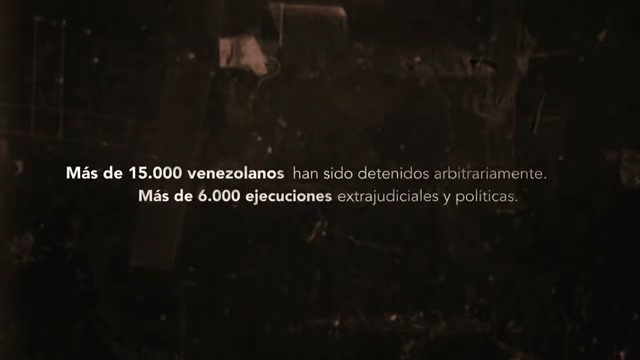 Más de 15.000 venezolanos han sido detenidos arbitrariamente.
Más de 6.000 ejecuciones extrajudiciales y políticas.